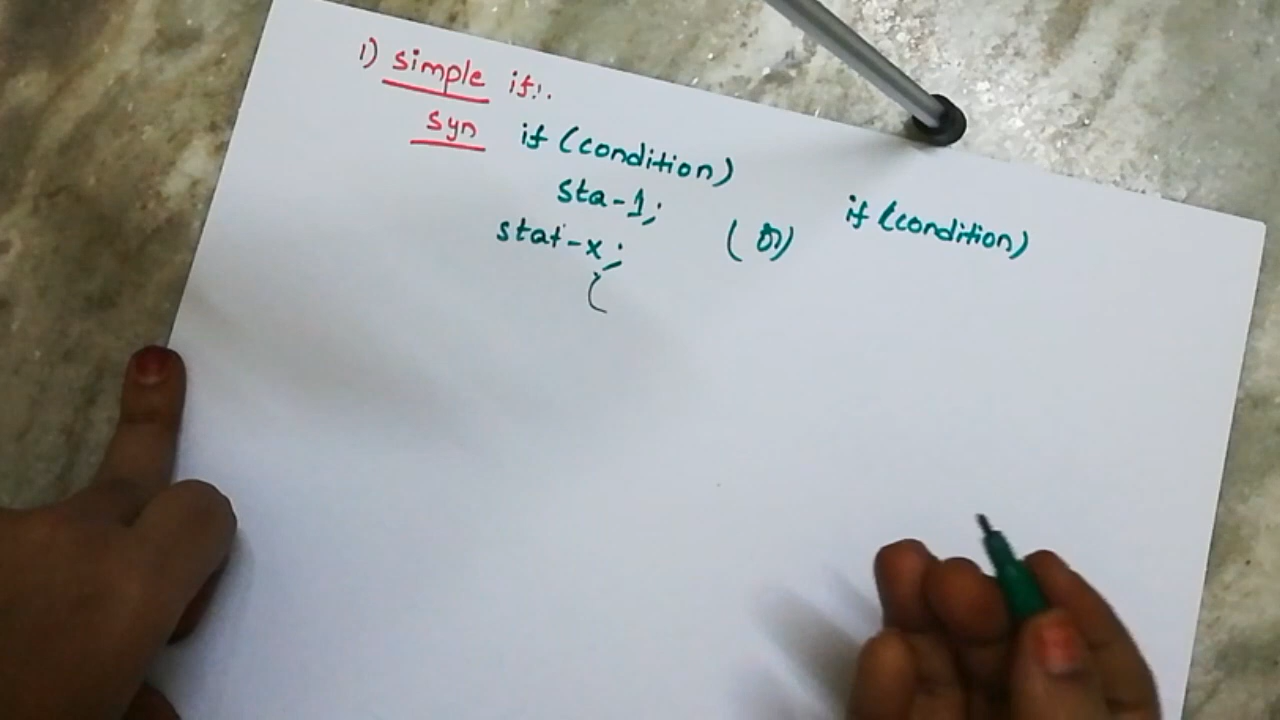 1) simple if:.
syn if (condition)
sta-1;
stat-x;
(or)
if (condition)
(